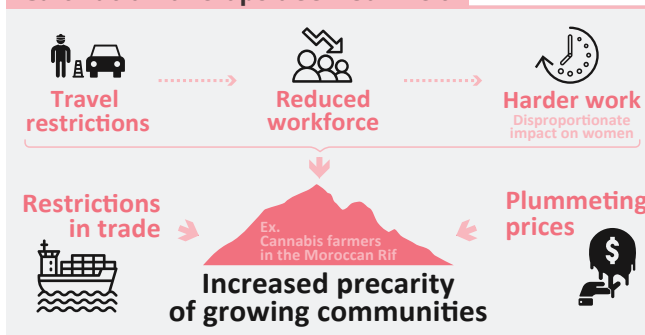 Travel
restrictions
Reduced
workforce
Harder work
Disproportionate
impact on women
Restrictions
in trade
Plummeting
prices
$
Ex.
Cannabis farmers
in the Moroccan Rif
Increased precarity
of growing communities